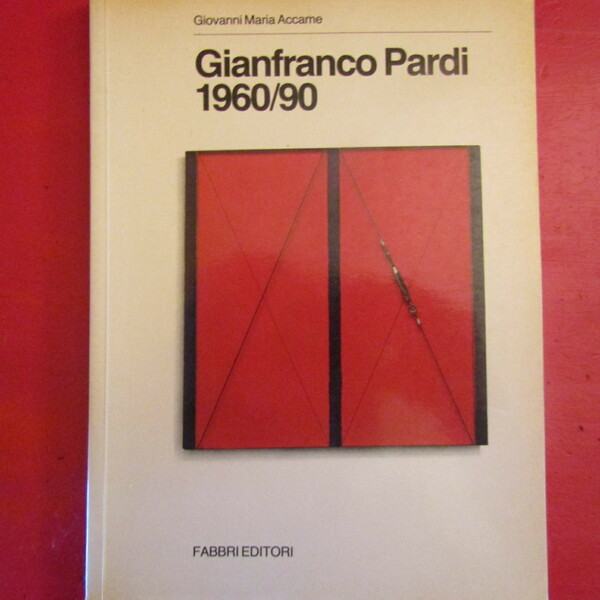 Giovanni Maria Accame
Gianfranco Pardi
1960/90
FABBRI EDITORI